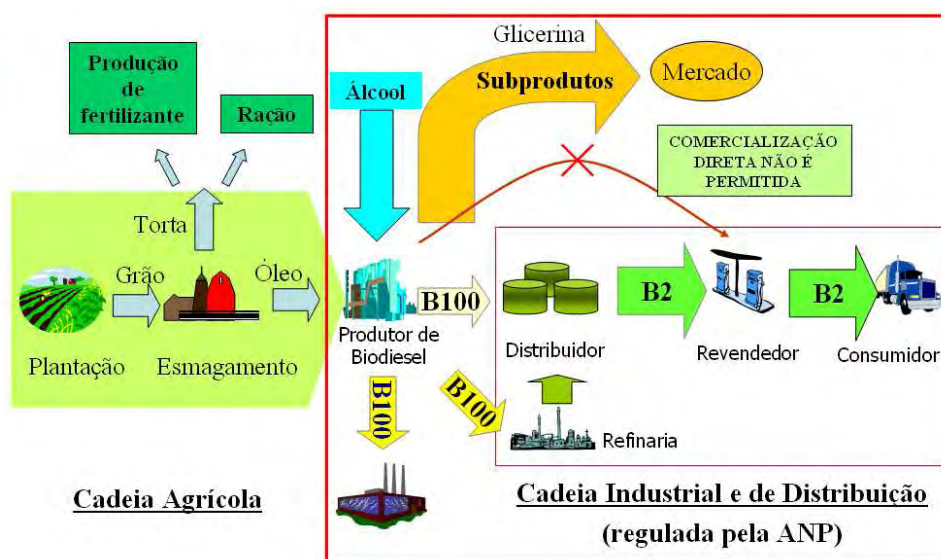 Produção
de
fertilizante
Ração
Álcool
Glicerina
Subprodutos
Mercado
COMERCIALIZAÇÃO
DIRETA NÃO É
PERMITIDA
Torta
Grão
Óleo
Plantação
Esmagamento
Produtor de
Biodiesel
B100
Distribuidor
B2
Revendedor
B2
Consumidor
B100
B100
Refinaria
Cadeia Agrícola
Cadeia Industrial e de Distribuição
(regulada pela ANP)